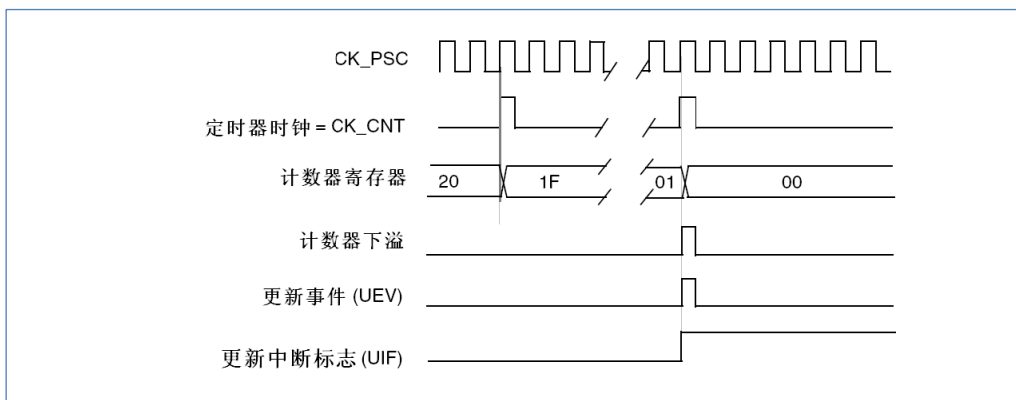 CK_PSC
定时器时钟 = CK_CNT
计数器寄存器 20 1F 01 00
计数器下溢
更新事件 (UEV)
更新中断标志 (UIF)